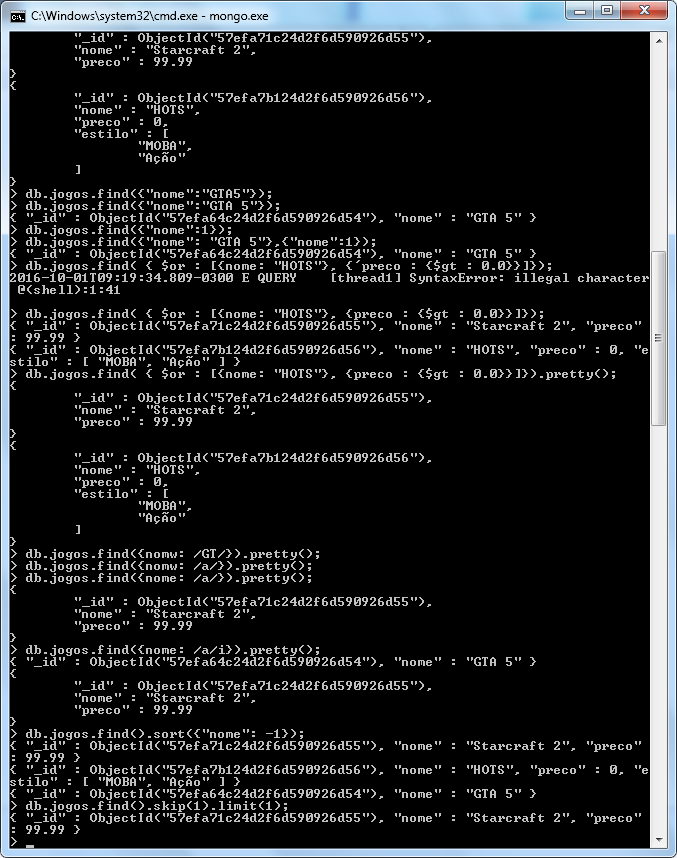 C:\Windows\system32\cmd.exe - mongo.exe
"_id" : ObjectId("57efa71c24d2f6d590926d55"),
"nome" : "Starcraft 2",
"preco" : 99.99
}
{
"_id" : ObjectId("57efa7b124d2f6d590926d56"),
"nome" : "HOTS",
"preco" : 0,
"estilo" : [
"MOBA",
"Ação"
]
}
> db.jogos.find({"nome":"GTA5"});
> db.jogos.find({"nome":"GTA 5"});
{ "_id" : ObjectId("57efa64c24d2f6d590926d54"), "nome" : "GTA 5" }
> db.jogos.find({"nome":1});
> db.jogos.find({"nome": "GTA 5"},{"nome":1});
{ "_id" : ObjectId("57efa64c24d2f6d590926d54"), "nome" : "GTA 5" }
> db.jogos.find( { $or : [{nome: "HOTS"}, {´preco : {$gt : 0.0}}]});
2016-10-01T09:19:34.809-0300 E QUERY    [thread1] SyntaxError: illegal character
 @(shell):1:41
> db.jogos.find( { $or : [{nome: "HOTS"}, {preco : {$gt : 0.0}}]});
{ "_id" : ObjectId("57efa71c24d2f6d590926d55"), "nome" : "Starcraft 2", "preco"
: 99.99 }
{ "_id" : ObjectId("57efa7b124d2f6d590926d56"), "nome" : "HOTS", "preco" : 0, "e
stilo" : [ "MOBA", "Ação" ] }
> db.jogos.find( { $or : [{nome: "HOTS"}, {preco : {$gt : 0.0}}]}).pretty();
{
"_id" : ObjectId("57efa71c24d2f6d590926d55"),
"nome" : "Starcraft 2",
"preco" : 99.99
}
{
"_id" : ObjectId("57efa7b124d2f6d590926d56"),
"nome" : "HOTS",
"preco" : 0,
"estilo" : [
"MOBA",
"Ação"
]
}
> db.jogos.find({nomw: /GT/}).pretty();
> db.jogos.find({nomw: /a/}).pretty();
> db.jogos.find({nome: /a/}).pretty();
{
"_id" : ObjectId("57efa71c24d2f6d590926d55"),
"nome" : "Starcraft 2",
"preco" : 99.99
}
> db.jogos.find({nome: /a/i}).pretty();
{ "_id" : ObjectId("57efa64c24d2f6d590926d54"), "nome" : "GTA 5" }
{
"_id" : ObjectId("57efa71c24d2f6d590926d55"),
"nome" : "Starcraft 2",
"preco" : 99.99
}
> db.jogos.find().sort({"nome": -1});
{ "_id" : ObjectId("57efa71c24d2f6d590926d55"), "nome" : "Starcraft 2", "preco"
: 99.99 }
{ "_id" : ObjectId("57efa7b124d2f6d590926d56"), "nome" : "HOTS", "preco" : 0, "e
stilo" : [ "MOBA", "Ação" ] }
{ "_id" : ObjectId("57efa64c24d2f6d590926d54"), "nome" : "GTA 5" }
> db.jogos.find().skip(1).limit(1);
{ "_id" : ObjectId("57efa71c24d2f6d590926d55"), "nome" : "Starcraft 2", "preco"
: 99.99 }
> _